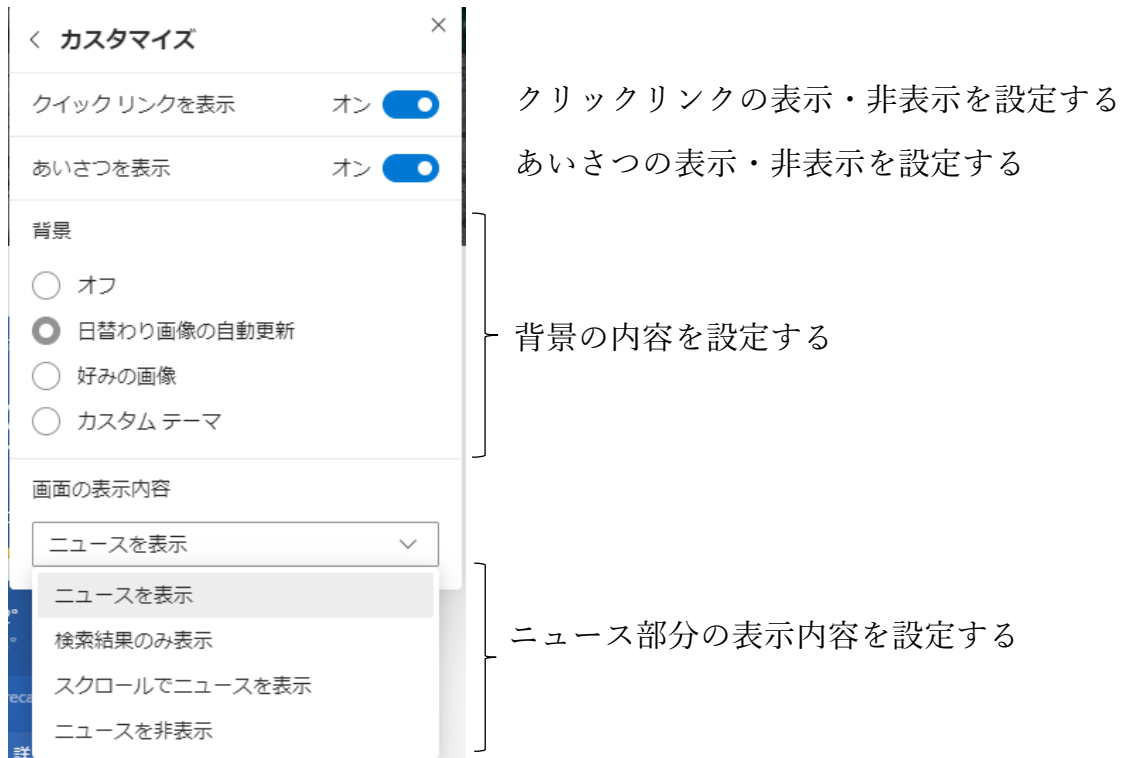 カスタマイズ
クイック リンクを表示 オン
クリックリンクの表示・非表示を設定する
あいさつを表示 オン
あいさつの表示・非表示を設定する
背景
オフ
日替わり画像の自動更新
好みの画像
カスタム テーマ
背景の内容を設定する
画面の表示内容
ニュースを表示
ニュースを表示
検索結果のみ表示
スクロールでニュースを表示
ニュースを非表示
ニュース部分の表示内容を設定する
reca
詳